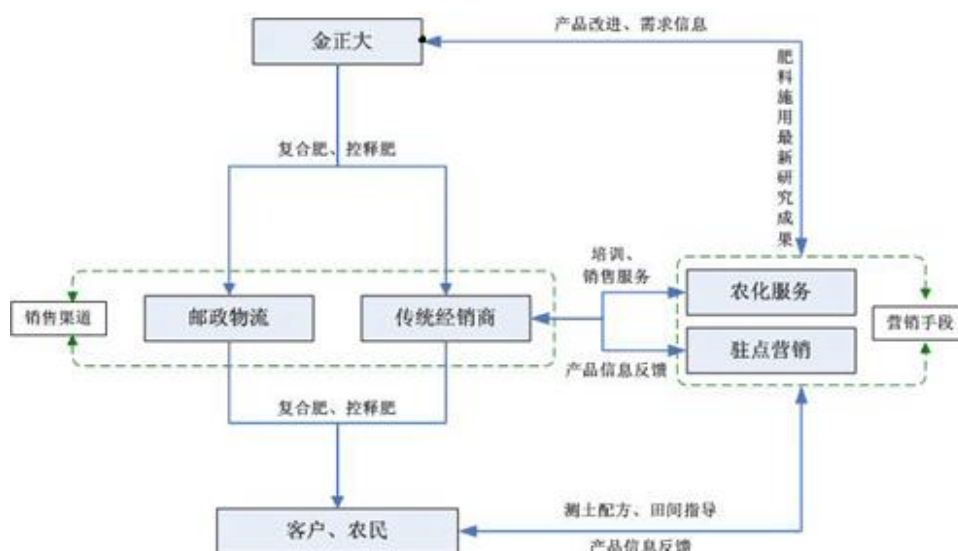 产品改进、需求信息
金正大
肥料施用最新研究成果
复合肥、控释肥
培训、
销售服务
农化服务
销售渠道
邮政物流
传统经销商
营销手段
驻点营销
产品信息反馈
复合肥、控释肥
测土配方、田间指导
客户、农民
产品信息反馈